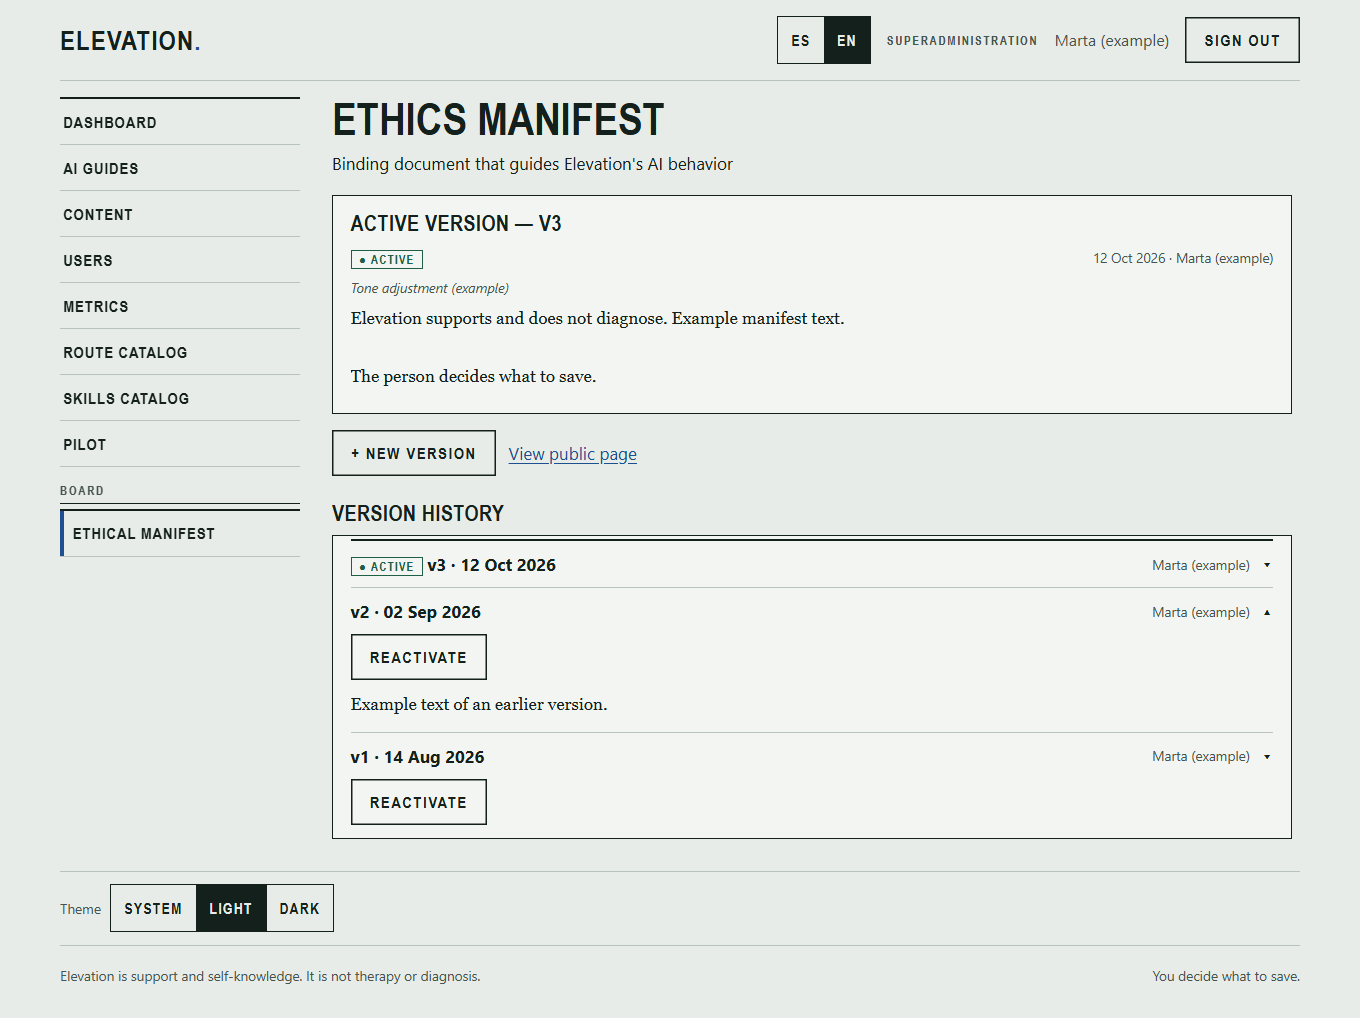 ELEVATION.
ES EN SUPERADMINISTRATION Marta (example) SIGN OUT
DASHBOARD
AI GUIDES
CONTENT
USERS
METRICS
ROUTE CATALOG
SKILLS CATALOG
PILOT
BOARD
ETHICAL MANIFEST
ETHICS MANIFEST
Binding document that guides Elevation's AI behavior
ACTIVE VERSION — V3
● ACTIVE 12 Oct 2026 · Marta (example)
Tone adjustment (example)
Elevation supports and does not diagnose. Example manifest text.
The person decides what to save.
+ NEW VERSION View public page
VERSION HISTORY
● ACTIVE v3 · 12 Oct 2026 Marta (example) ▼
v2 · 02 Sep 2026 Marta (example) ▲
REACTIVATE
Example text of an earlier version.
v1 · 14 Aug 2026 Marta (example) ▼
REACTIVATE
Theme SYSTEM LIGHT DARK
Elevation is support and self-knowledge. It is not therapy or diagnosis. You decide what to save.